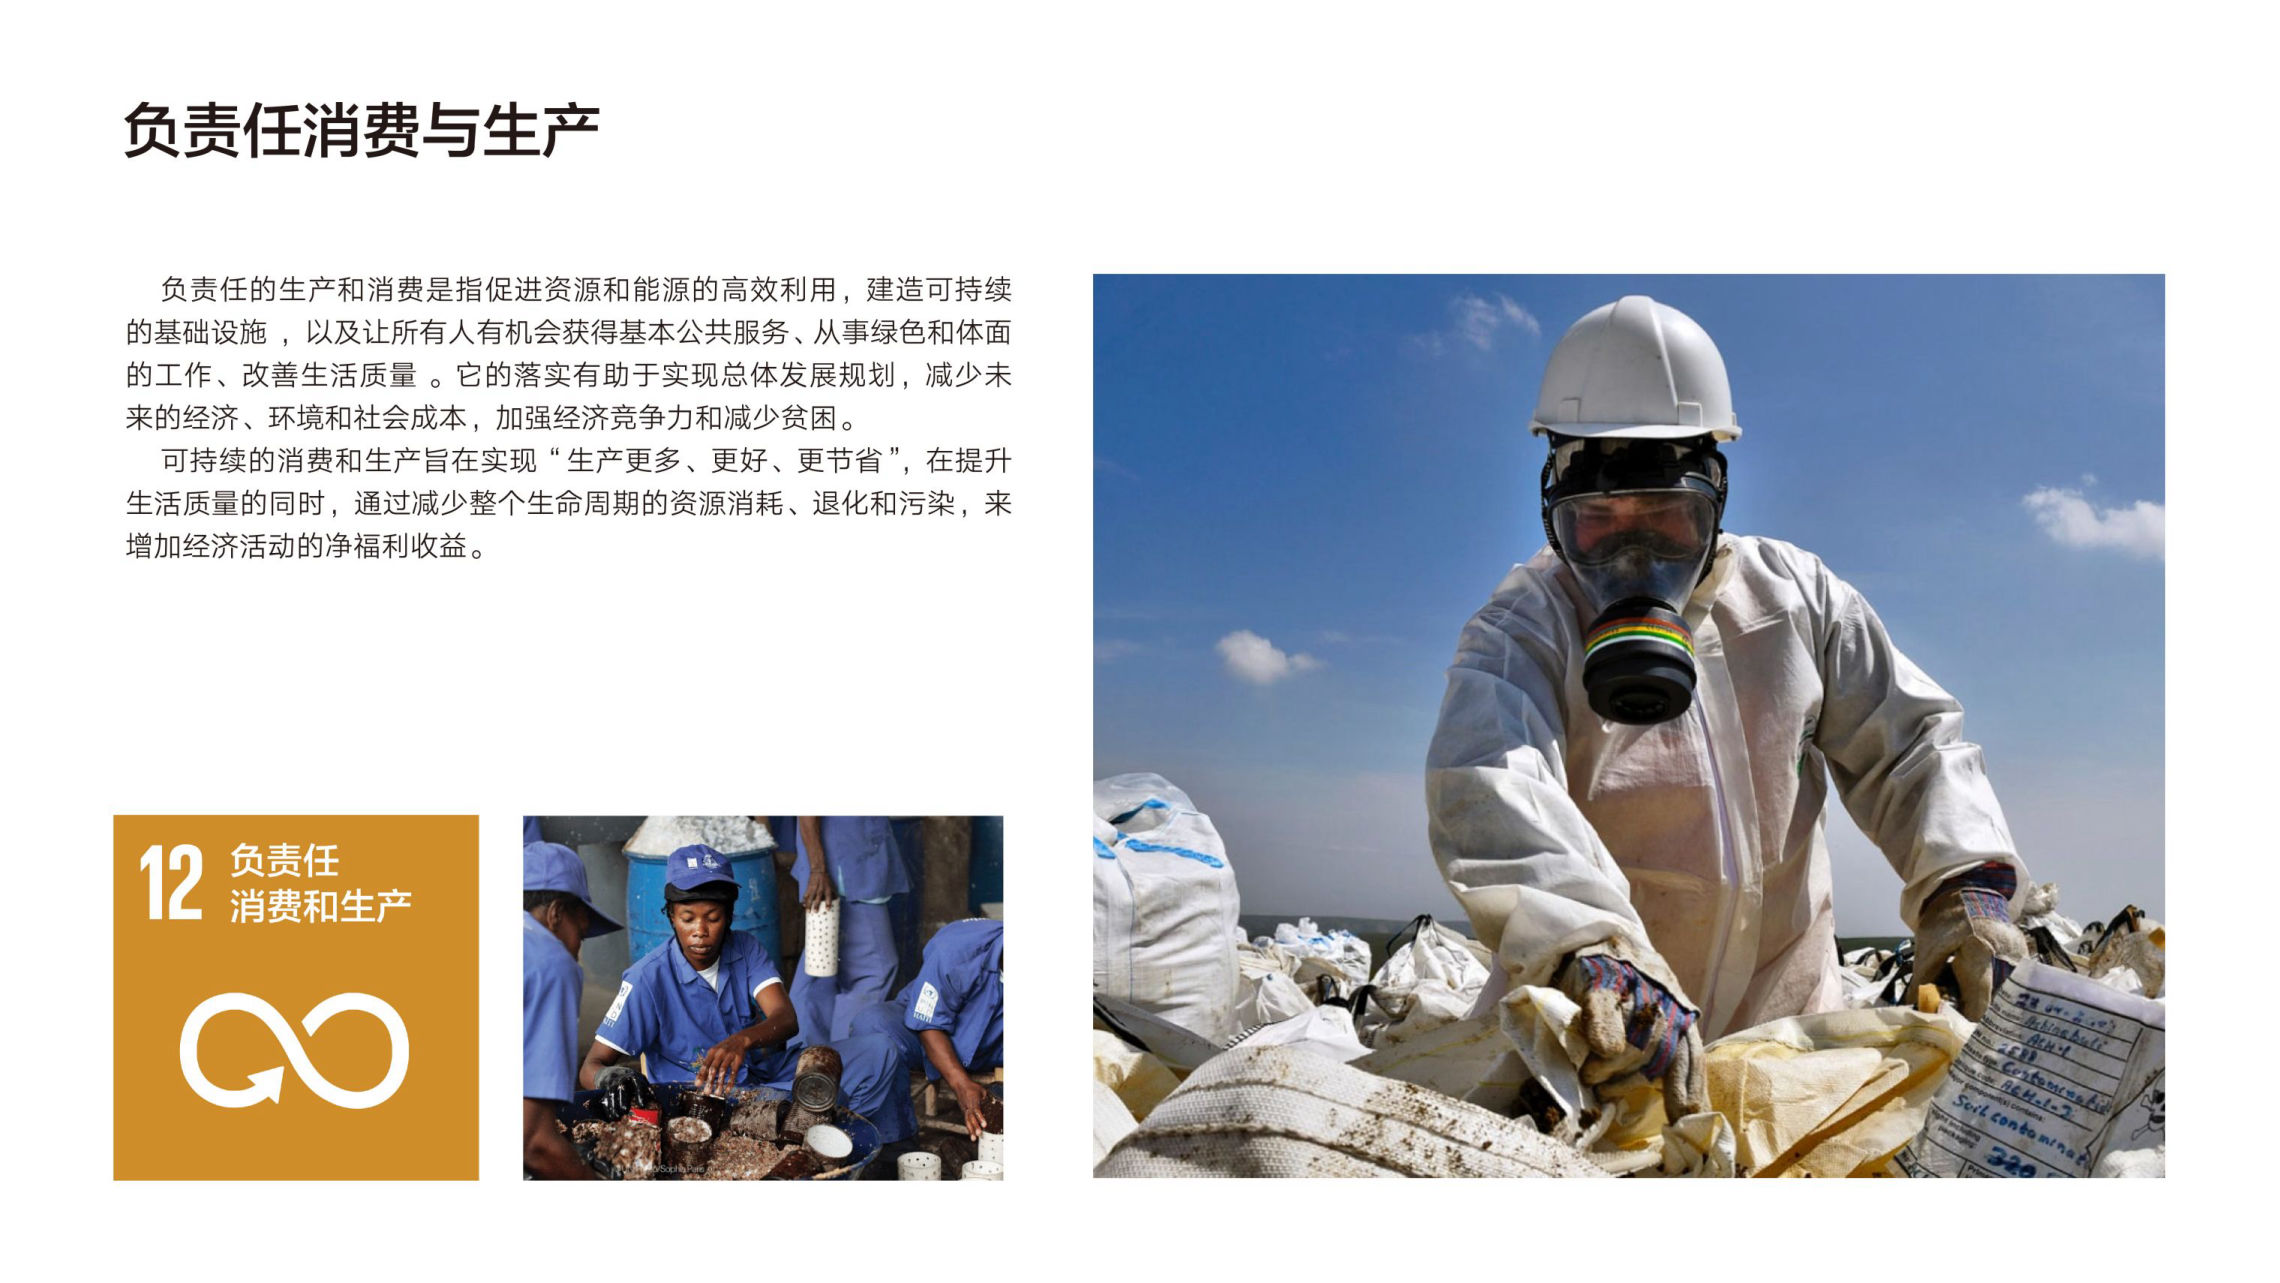 负责任消费与生产
负责任的生产和消费是指促进资源和能源的高效利用，建造可持续
的基础设施 ，以及让所有人有机会获得基本公共服务、从事绿色和体面
的工作、改善生活质量 。它的落实有助于实现总体发展规划，减少未
来的经济、环境和社会成本，加强经济竞争力和减少贫困。
可持续的消费和生产旨在实现“生产更多、更好、更节省”，在提升
生活质量的同时，通过减少整个生命周期的资源消耗、退化和污染，来
增加经济活动的净福利收益。
12 负责任
消费和生产
Soil contaminat
320